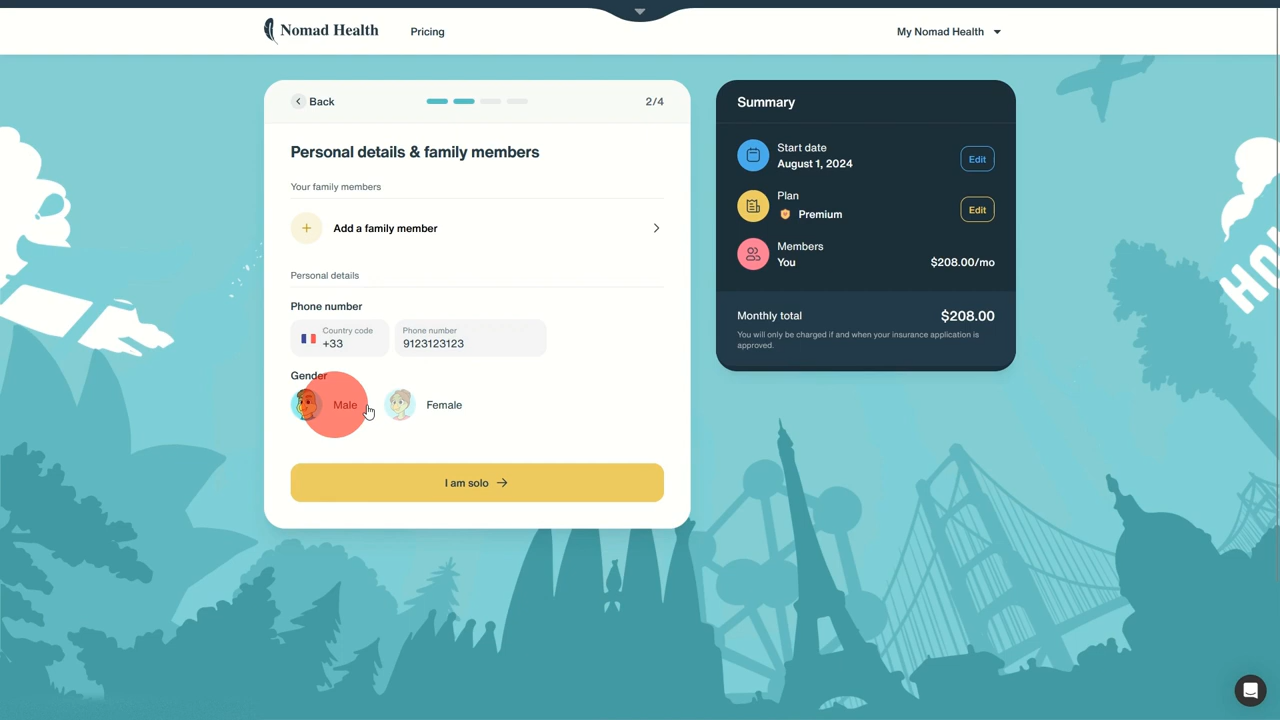 Nomad Health
Pricing
My Nomad Health
Back
2/4
Personal details & family members
Your family members
Add a family member
Personal details
Phone number
Country code
+33
Phone number
9123123123
Gender
Male
Female
I am solo
Summary
Start date
August 1, 2024
Edit
Plan
Premium
Edit
Members
You
$208.00/mo
Monthly total
$208.00
You will only be charged if and when your insurance application is
approved.
HO